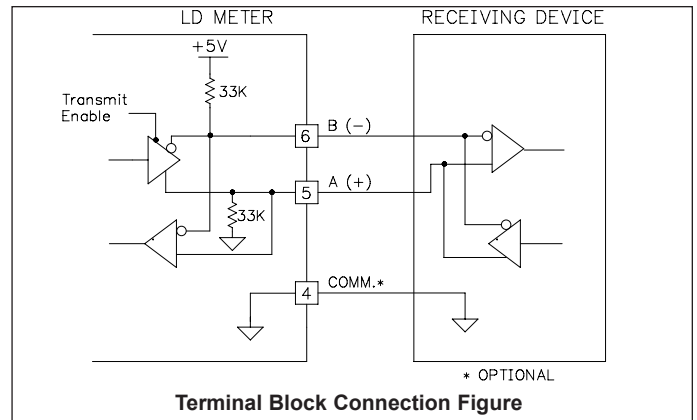 LD METER
RECEIVING DEVICE
+5V
33K
Transmit
Enable
6
B (-)
5
A (+)
33K
4
COMM.*
* OPTIONAL
Terminal Block Connection Figure